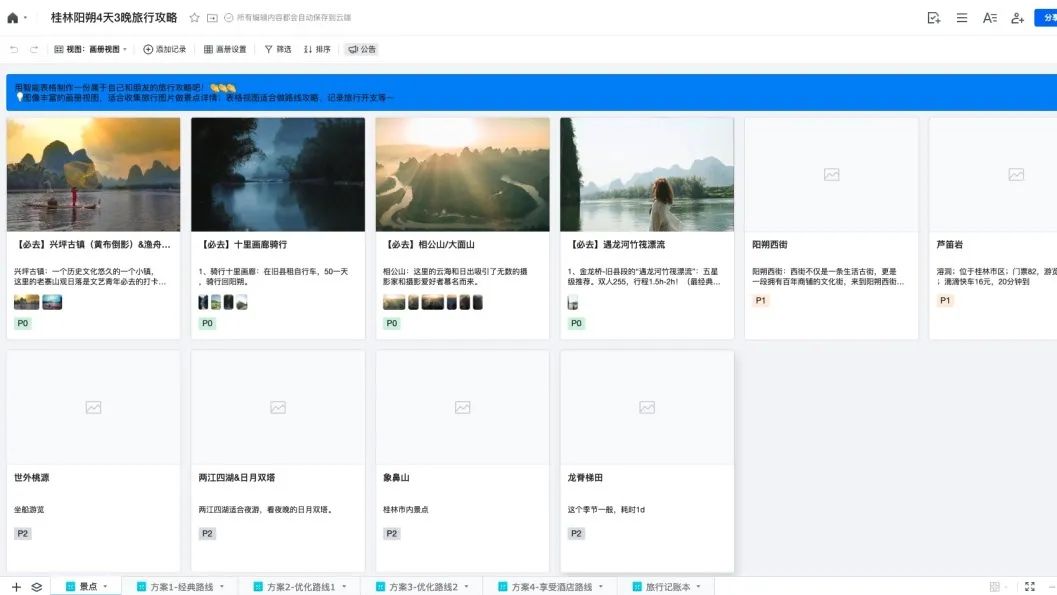 桂林阳朔4天3晚旅行攻略
所有编辑内容都会自动保存到云端
分享
视图：画册视图
添加记录
画册设置
筛选
排序
公告
用智能表格制作一份属于自己和朋友的旅行攻略吧！👏👏👏
💡图像丰富的画册视图，适合收集旅行图片做景点详情；表格视图适合做路线攻略、记录旅行开支等～
【必去】兴坪古镇（黄布倒影）&渔舟...
兴坪古镇：一个历史文化悠久的一个小镇，
这里的老寨山观日落是文艺青年必去的打卡...
P0
【必去】十里画廊骑行
1、骑行十里画廊：在旧县租自行车，50一天
，骑行回阳朔。
P0
【必去】相公山/大面山
相公山：这里的云海和日出吸引了无数的摄
影家和摄影爱好者慕名而来。
P0
【必去】遇龙河竹筏漂流
1、金龙桥-旧县段的“遇龙河竹筏漂流”：五星
级推荐。双人255，行程1.5h-2h！（最经典...
P0
阳朔西街
阳朔西街：西街不仅是一条生活古街，更是
一段拥有百年商铺的文化街，来到阳朔西街...
P1
芦笛岩
溶洞；位于桂林市区；门票82，游览
；滴滴快车16元，20分钟到
P1
世外桃源
坐船游览
P2
两江四湖&日月双塔
两江四湖适合夜游，看夜晚的日月双塔。
P2
象鼻山
桂林市内景点
P2
龙脊梯田
这个季节一般，耗时1d
P2
景点
方案1-经典路线
方案2-优化路线1
方案3-优化路线2
方案4-享受酒店路线
旅行记账本